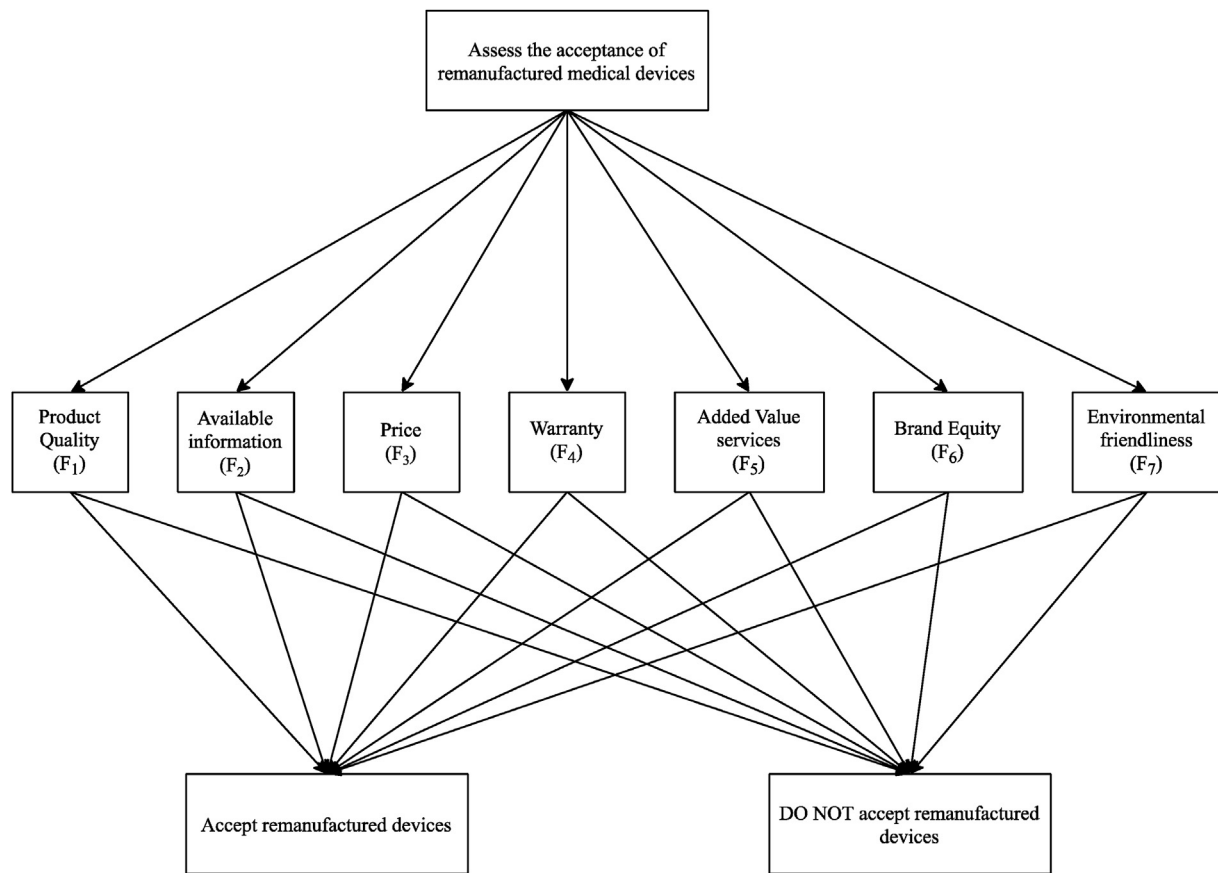 Assess the acceptance of
remanufactured medical devices
Product
Quality
(F₁)
Available
information
(F₂)
Price
(F₃)
Warranty
(F₄)
Added Value
services
(F₅)
Brand Equity
(F₆)
Environmental
friendliness
(F₇)
Accept remanufactured devices
DO NOT accept remanufactured
devices